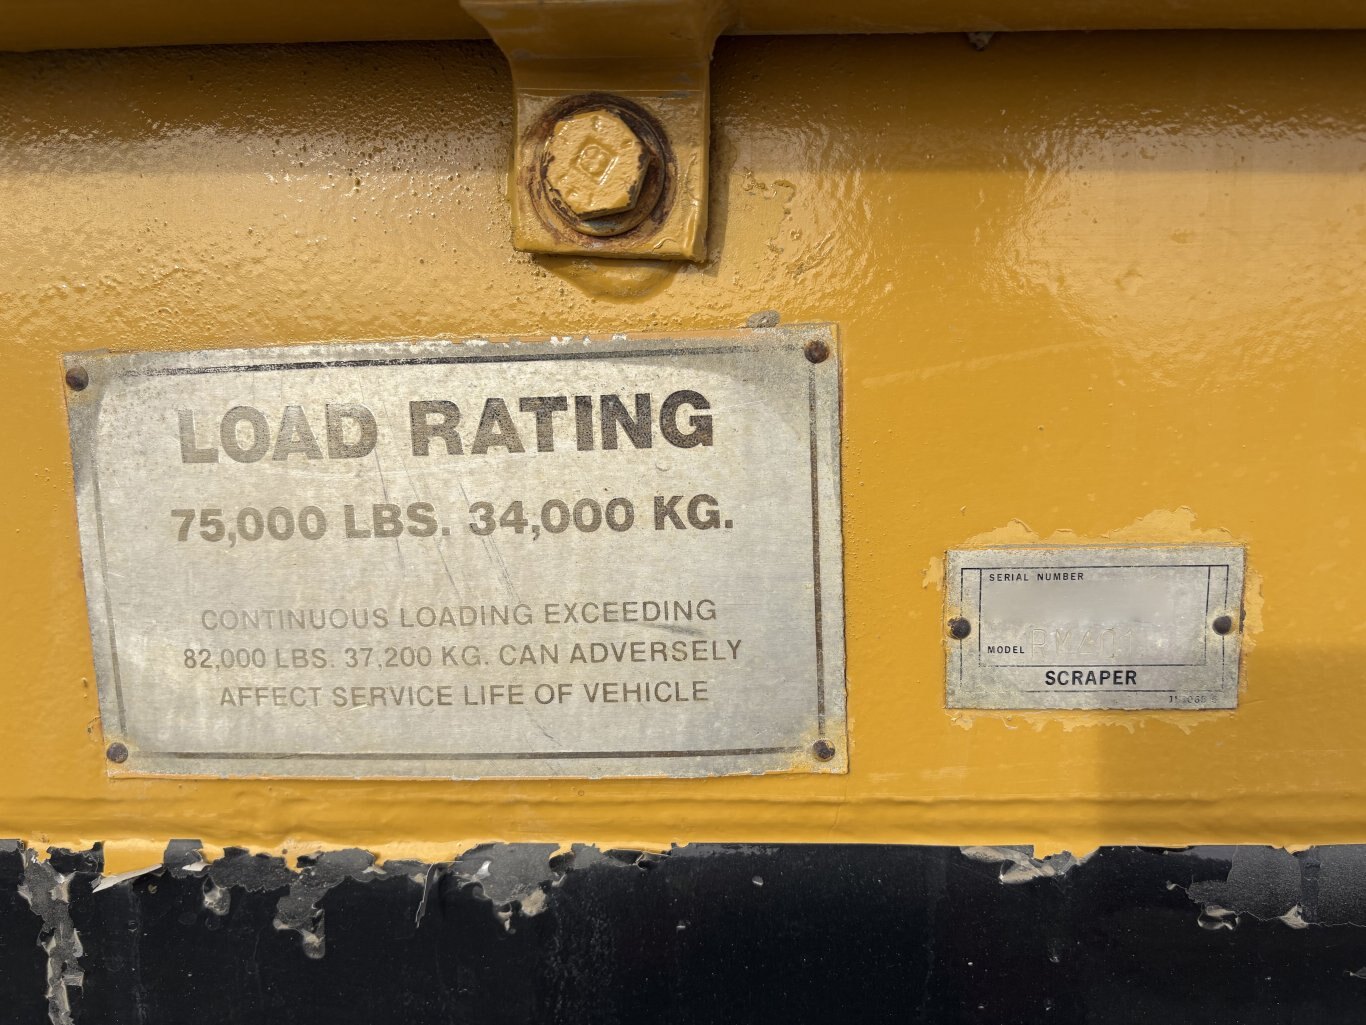 LOAD RATING
75,000 LBS. 34,000 KG.
CONTINUOUS LOADING EXCEEDING
82,000 LBS. 37,200 KG. CAN ADVERSELY
AFFECT SERVICE LIFE OF VEHICLE
SERIAL NUMBER
MODEL
SCRAPER